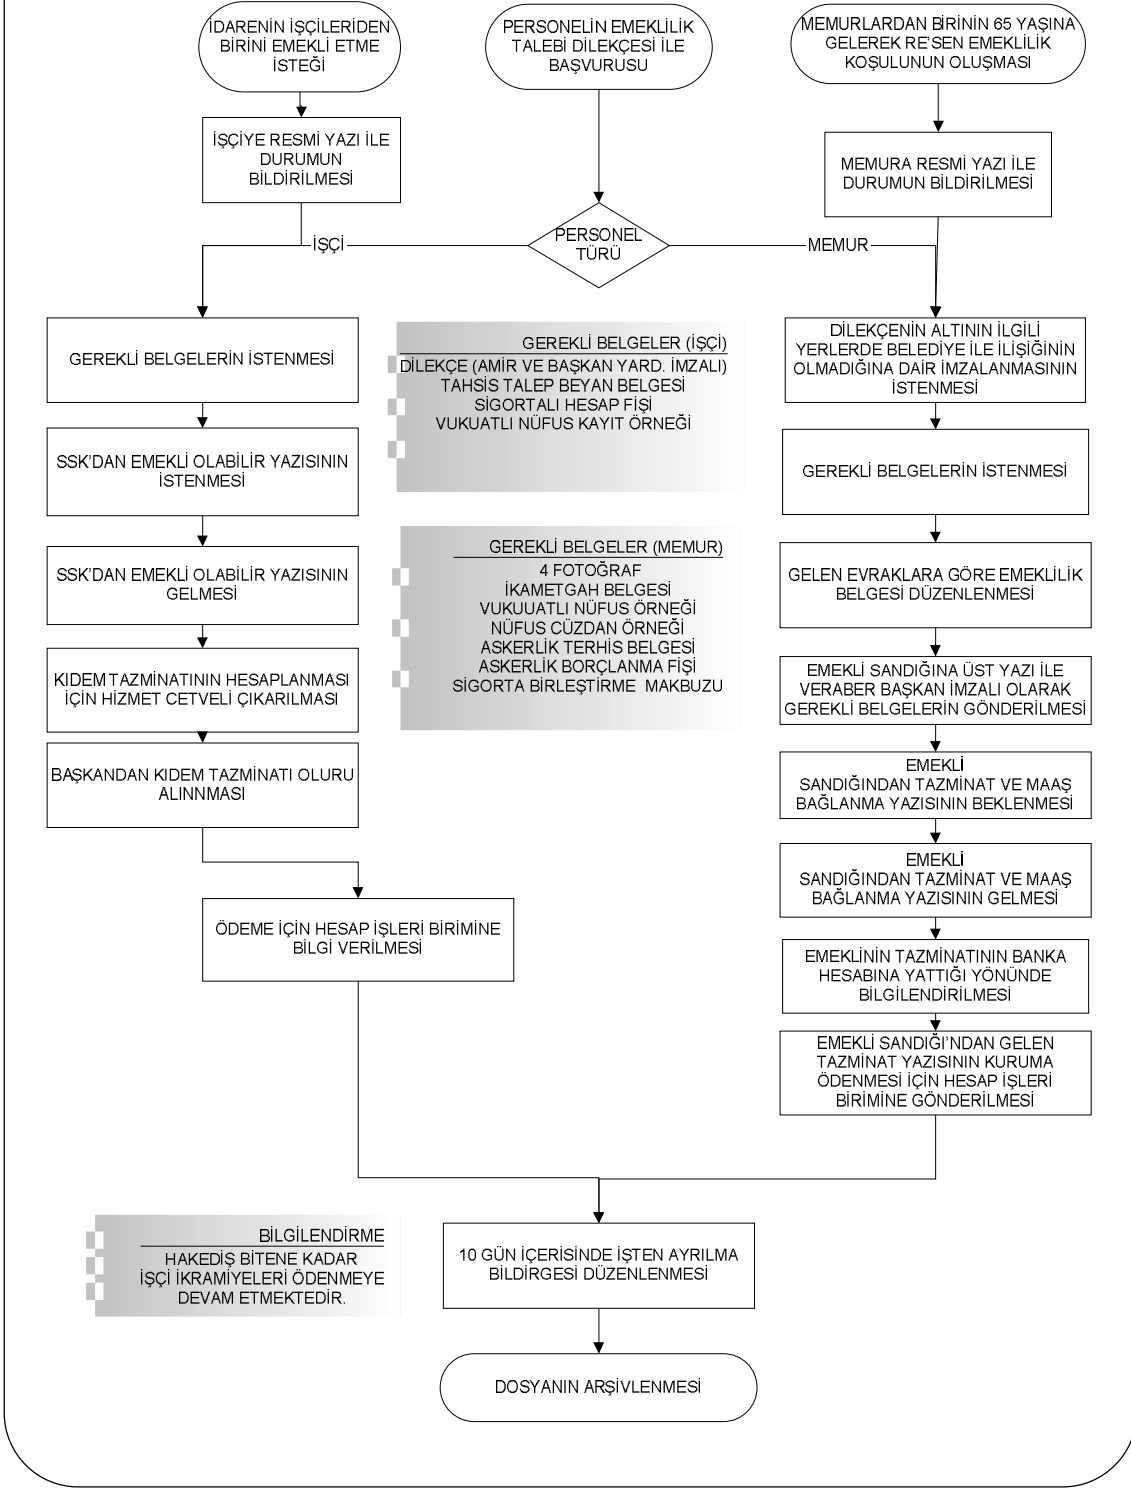 İDARENİN İŞÇİLERİDEN
BİRİNİ EMEKLİ ETME
İSTEĞİ
PERSONELİN EMEKLİLİK
TALEBİ DİLEKÇESİ İLE
BAŞVURUSU
MEMURLARDAN BİRİNİN 65 YAŞINA
GELEREK RE'SEN EMEKLİLİK
KOŞULUNUN OLUŞMASI
İŞÇİYE RESMİ YAZI İLE
DURUMUN
BİLDİRİLMESİ
MEMURA RESMİ YAZI İLE
DURUMUN BİLDİRİLMESİ
PERSONEL
TÜRÜ
İŞÇİ
MEMUR
GEREKLİ BELGELERİN İSTENMESİ
SSK'DAN EMEKLİ OLABİLİR YAZISININ
İSTENMESİ
SSK'DAN EMEKLİ OLABİLİR YAZISININ
GELMESİ
KIDEM TAZMİNATININ HESAPLANMASI
İÇİN HİZMET CETVELİ ÇIKARILMASI
BAŞKANDAN KIDEM TAZMİNATI OLURU
ALINNMASI
ÖDEME İÇİN HESAP İŞLERİ BİRİMİNE
BİLGİ VERİLMESİ
GEREKLİ BELGELER (İŞÇİ)
DİLEKÇE (AMİR VE BAŞKAN YARD. İMZALI)
TAHSİS TALEP BEYAN BELGESİ
SİGORTALI HESAP FİŞİ
VUKUATLI NÜFUS KAYIT ÖRNEĞİ
GEREKLİ BELGELER (MEMUR)
4 FOTOĞRAF
İKAMETGAH BELGESİ
VUKUUATLI NÜFUS ÖRNEĞİ
NÜFUS CÜZDAN ÖRNEĞİ
ASKERLİK TERHİS BELGESİ
ASKERLİK BORÇLANMA FİŞİ
SİGORTA BİRLEŞTİRME MAKBUZU
DİLEKÇENİN ALTININ İLGİLİ
YERLERDE BELEDİYE İLE İLİŞİĞİNİN
OLMADIĞINA DAİR İMZALANMASININ
İSTENMESİ
GEREKLİ BELGELERİN İSTENMESİ
GELEN EVRAKLARA GÖRE EMEKLİLİK
BELGESİ DÜZENLENMESİ
EMEKLİ SANDIĞINA ÜST YAZI İLE
VERABER BAŞKAN İMZALI OLARAK
GEREKLİ BELGELERİN GÖNDERİLMESİ
EMEKLİ
SANDIĞINDAN TAZMİNAT VE MAAŞ
BAĞLANMA YAZISININ BEKLENMESİ
EMEKLİ
SANDIĞINDAN TAZMİNAT VE MAAŞ
BAĞLANMA YAZISININ GELMESİ
EMEKLİNİN TAZMİNATININ BANKA
HESABINA YATTIĞI YÖNÜNDE
BİLGİLENDİRİLMESİ
EMEKLİ SANDIĞI'NDAN GELEN
TAZMİNAT YAZISININ KURUMA
ÖDENMESİ İÇİN HESAP İŞLERİ
BİRİMİNE GÖNDERİLMESİ
BİLGİLENDİRME
HAKEDİŞ BİTENE KADAR
İŞÇİ İKRAMİYELERİ ÖDENMEYE
DEVAM ETMEKTEDİR.
10 GÜN İÇERİSİNDE İŞTEN AYRILMA
BİLDİRGESİ DÜZENLENMESİ
DOSYANIN ARŞİVLENMESİ